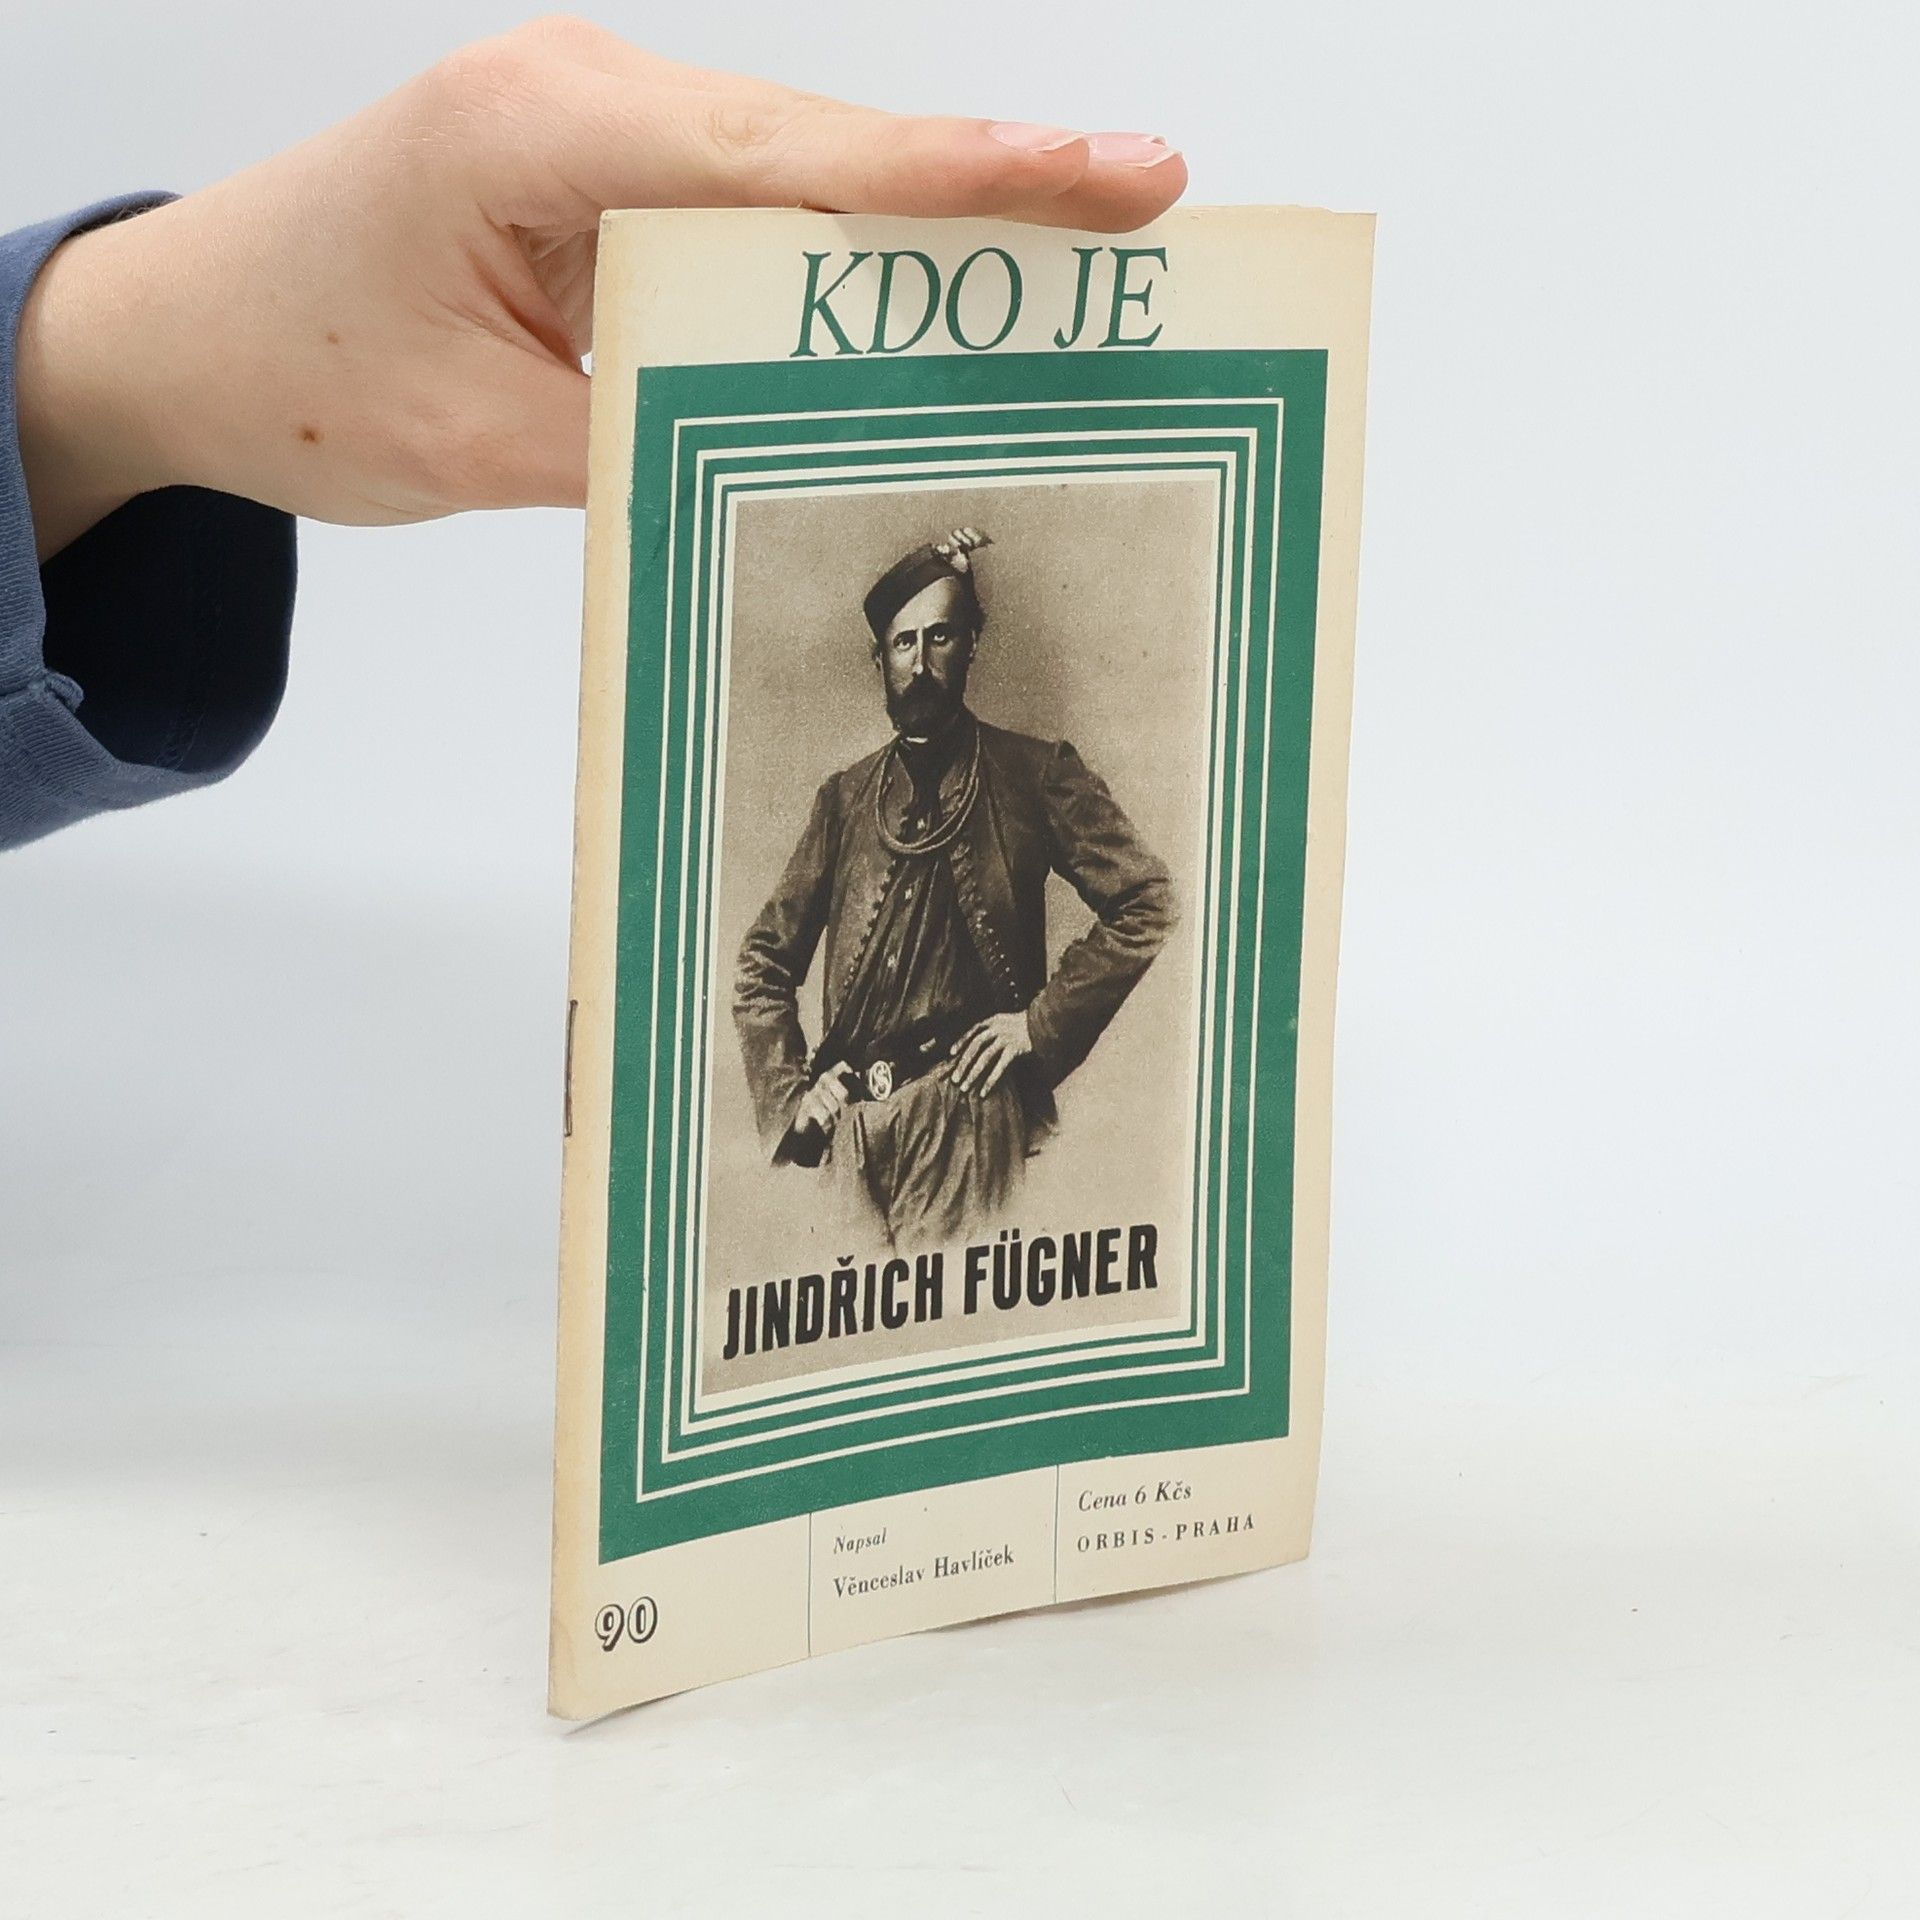 KDO JE
JINDŘICH FÜGNER
Napsal
Věnceslav Havlíček
Cena 6 Kčs
ORBIS - PRAHA
90